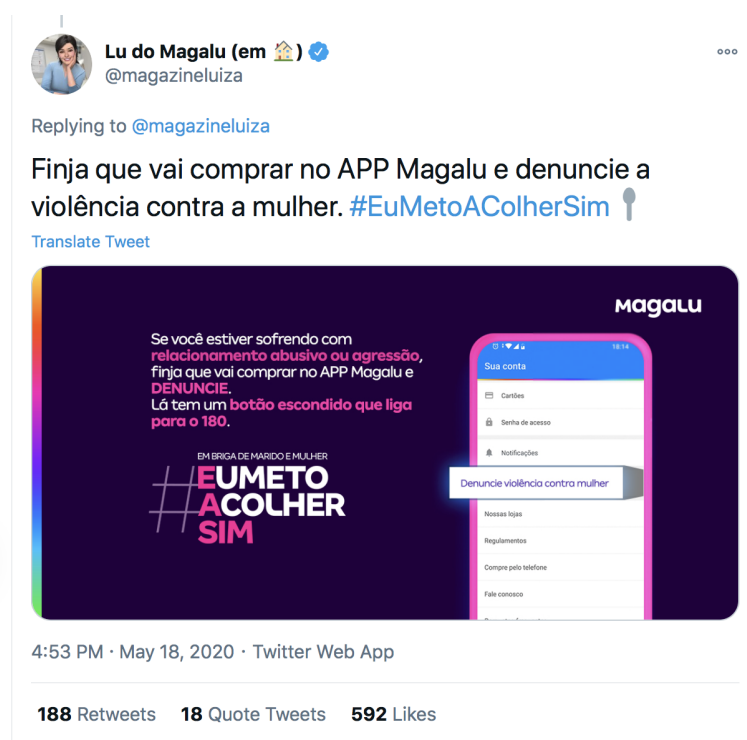 Lu do Magalu (em 🏠)
@magazineluiza
Replying to @magazineluiza
Finja que vai comprar no APP Magalu e denuncie a
violência contra a mulher. #EuMetoAColherSim🥄
Translate Tweet
Magalu
Se você estiver sofrendo com
relacionamento abusivo ou agressão,
finja que vai comprar no APP Magalu e
DENUNCIE.
Lá tem um botão escondido que liga
para o 180.
EM BRIGA DE MARIDO E MULHER
#EUMETO
ACOLHER
SIM
18:14
Sua conta
Cartões
Senha de acesso
Notificações
Denuncie violência contra mulher
Nossas lojas
Regulamentos
Compre pelo telefone
Fale conosco
4:53 PM · May 18, 2020 · Twitter Web App
188 Retweets 18 Quote Tweets 592 Likes